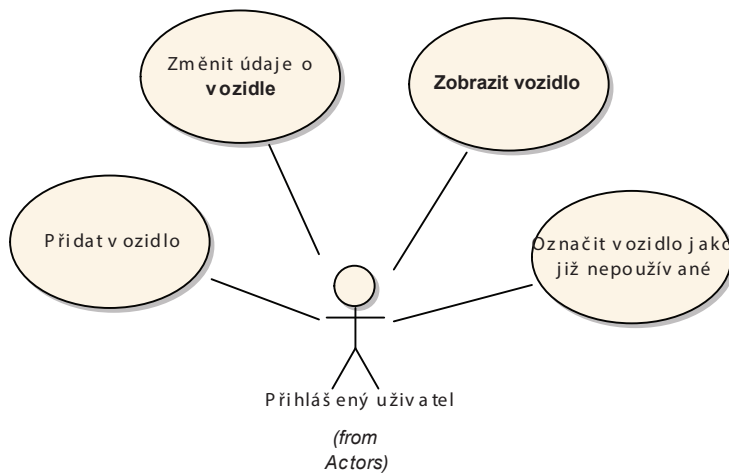 Změnit údaje o
vozidle
Zobrazit vozidlo
Přidat vozidlo
Označit vozidlo jako
již nepoužívané
Přihlášený uživatel
(from
Actors)